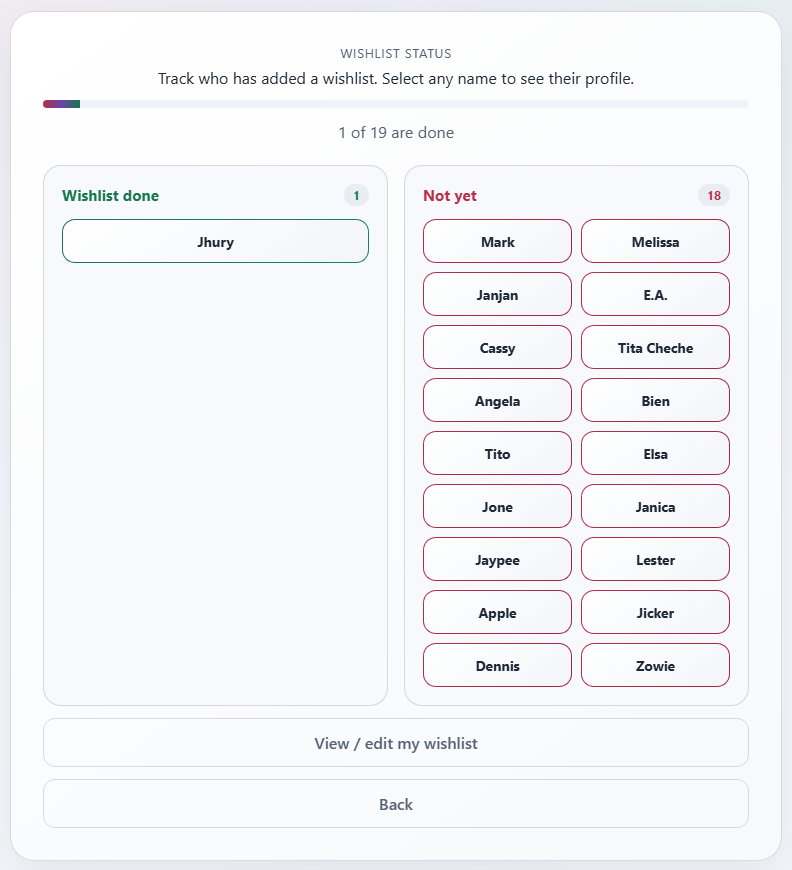 WISHLIST STATUS
Track who has added a wishlist. Select any name to see their profile.
1 of 19 are done
Wishlist done 1
Jhury
Not yet 18
Mark Melissa
Janjan E.A.
Cassy Tita Cheche
Angela Bien
Tito Elsa
Jone Janica
Jaypee Lester
Apple Jicker
Dennis Zowie
View / edit my wishlist
Back